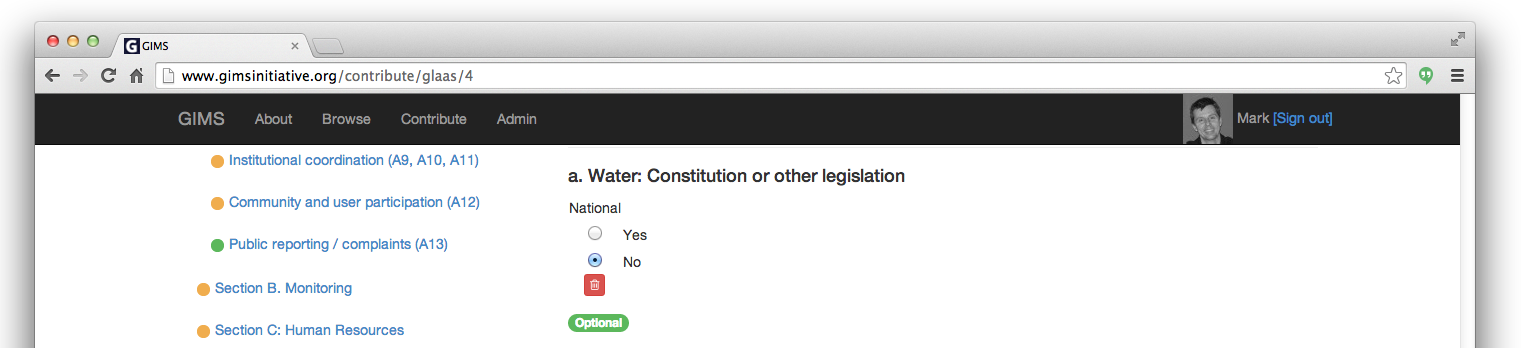 GIMS
www.gimsinitiative.org/contribute/glaas/4
GIMS About Browse Contribute Admin Mark [Sign out]
Institutional coordination (A9, A10, A11)
Community and user participation (A12)
Public reporting / complaints (A13)
Section B. Monitoring
Section C: Human Resources
a. Water: Constitution or other legislation
National
Yes
No
Optional